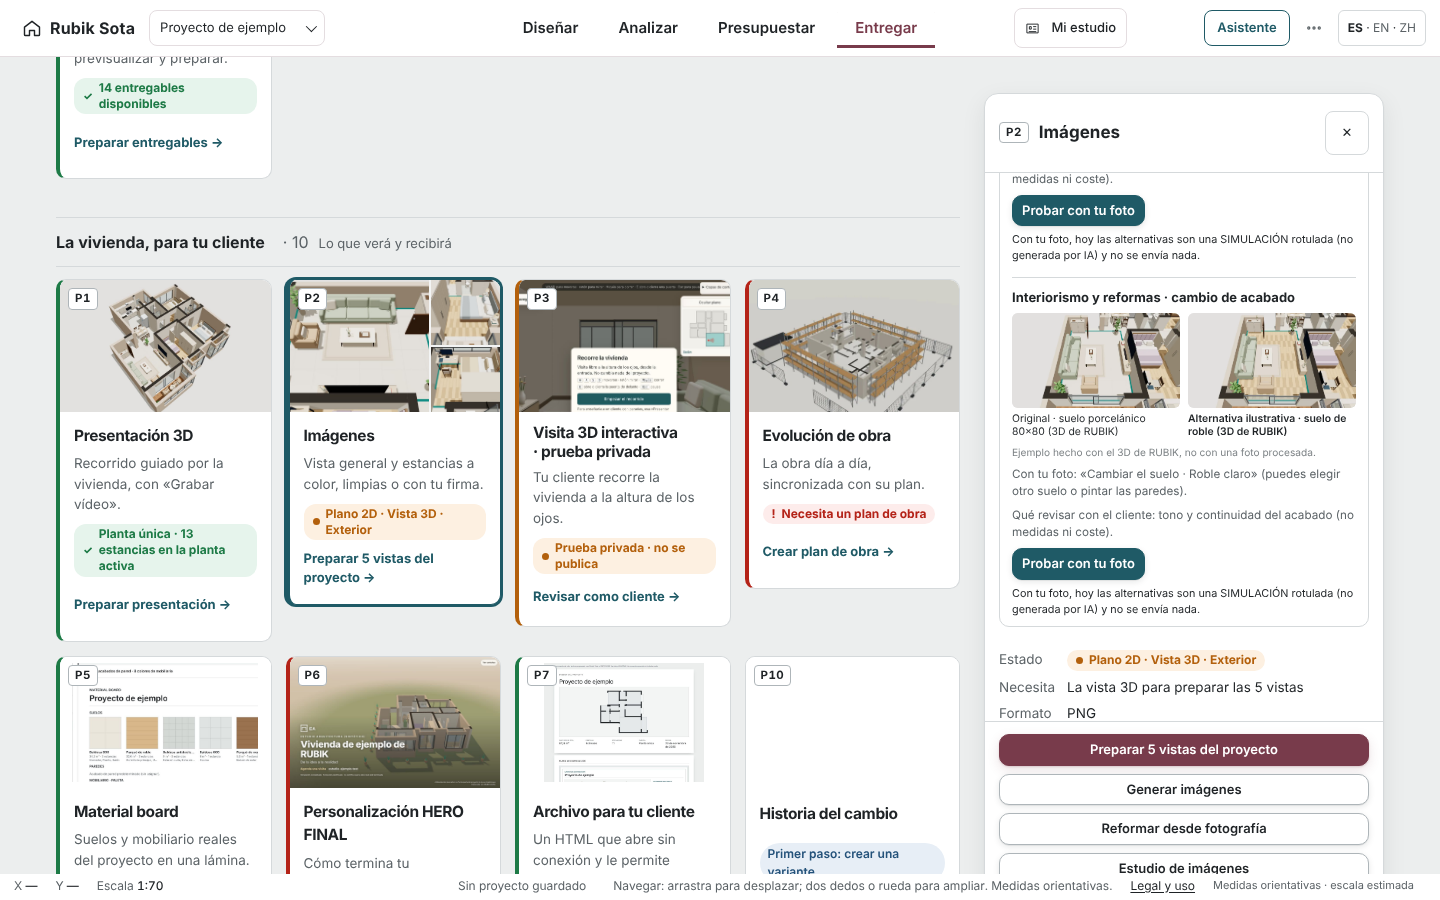 Rubik Sota
Proyecto de ejemplo
Diseñar
Analizar
Presupuestar
Entregar
Mi estudio
Asistente
ES · EN · ZH
previsualizar y preparar.
✓ 14 entregables
disponibles
Preparar entregables →
La vivienda, para tu cliente · 10 Lo que verá y recibirá
P1
Presentación 3D
Recorrido guiado por la
vivienda, con «Grabar
vídeo».
✓ Planta única · 13
estancias en la planta
activa
Preparar presentación →
P2
Imágenes
Vista general y estancias a
color, limpias o con tu firma.
Plano 2D · Vista 3D ·
Exterior
Preparar 5 vistas del
proyecto →
P3
Recorre la vivienda
Visita 3D interactiva
· prueba privada
Tu cliente recorre la
vivienda a la altura de los
ojos.
Prueba privada · no se
publica
Revisar como cliente →
P4
Evolución de obra
La obra día a día,
sincronizada con su plan.
! Necesita un plan de obra
Crear plan de obra →
P5
MATERIAL BOARD
Proyecto de ejemplo
SUELOS
PAREDES
Material board
Suelos y mobiliario reales
del proyecto en una lámina.
P6
Vivienda de ejemplo de
RUBIK
Personalización HERO
FINAL
Cómo termina tu
P7
Proyecto de ejemplo
Archivo para tu cliente
Un HTML que abre sin
conexión y le permite
P10
Historia del cambio
Primer paso: crear una
variante
P2 Imágenes
×
medidas ni coste).
Probar con tu foto
Con tu foto, hoy las alternativas son una SIMULACIÓN rotulada (no
generada por IA) y no se envía nada.
Interiorismo y reformas · cambio de acabado
Original · suelo porcelánico
80×80 (3D de RUBIK)
Alternativa ilustrativa · suelo de
roble (3D de RUBIK)
Ejemplo hecho con el 3D de RUBIK, no con una foto procesada.
Con tu foto: «Cambiar el suelo · Roble claro» (puedes elegir
otro suelo o pintar las paredes).
Qué revisar con el cliente: tono y continuidad del acabado (no
medidas ni coste).
Probar con tu foto
Con tu foto, hoy las alternativas son una SIMULACIÓN rotulada (no
generada por IA) y no se envía nada.
Estado Plano 2D · Vista 3D · Exterior
Necesita La vista 3D para preparar las 5 vistas
Formato PNG
Preparar 5 vistas del proyecto
Generar imágenes
Reformar desde fotografía
Estudio de imágenes
X — Y — Escala 1:70
Sin proyecto guardado
Navegar: arrastra para desplazar; dos dedos o rueda para ampliar. Medidas orientativas.
Legal y uso
Medidas orientativas · escala estimada